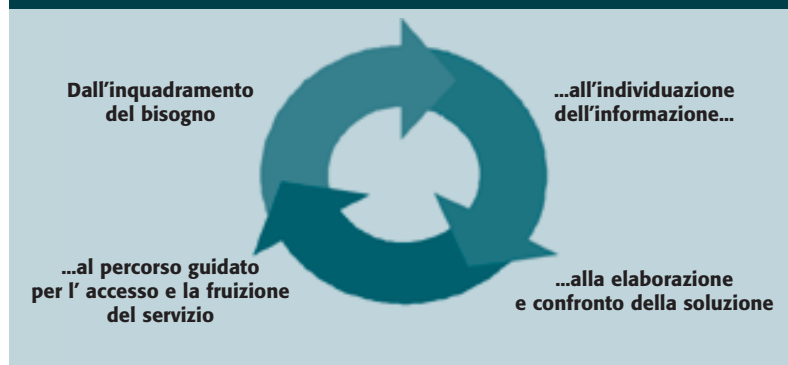 Dall'inquadramento
del bisogno
...all'individuazione
dell'informazione...
...alla elaborazione
e confronto della soluzione
...al percorso guidato
per l' accesso e la fruizione
del servizio